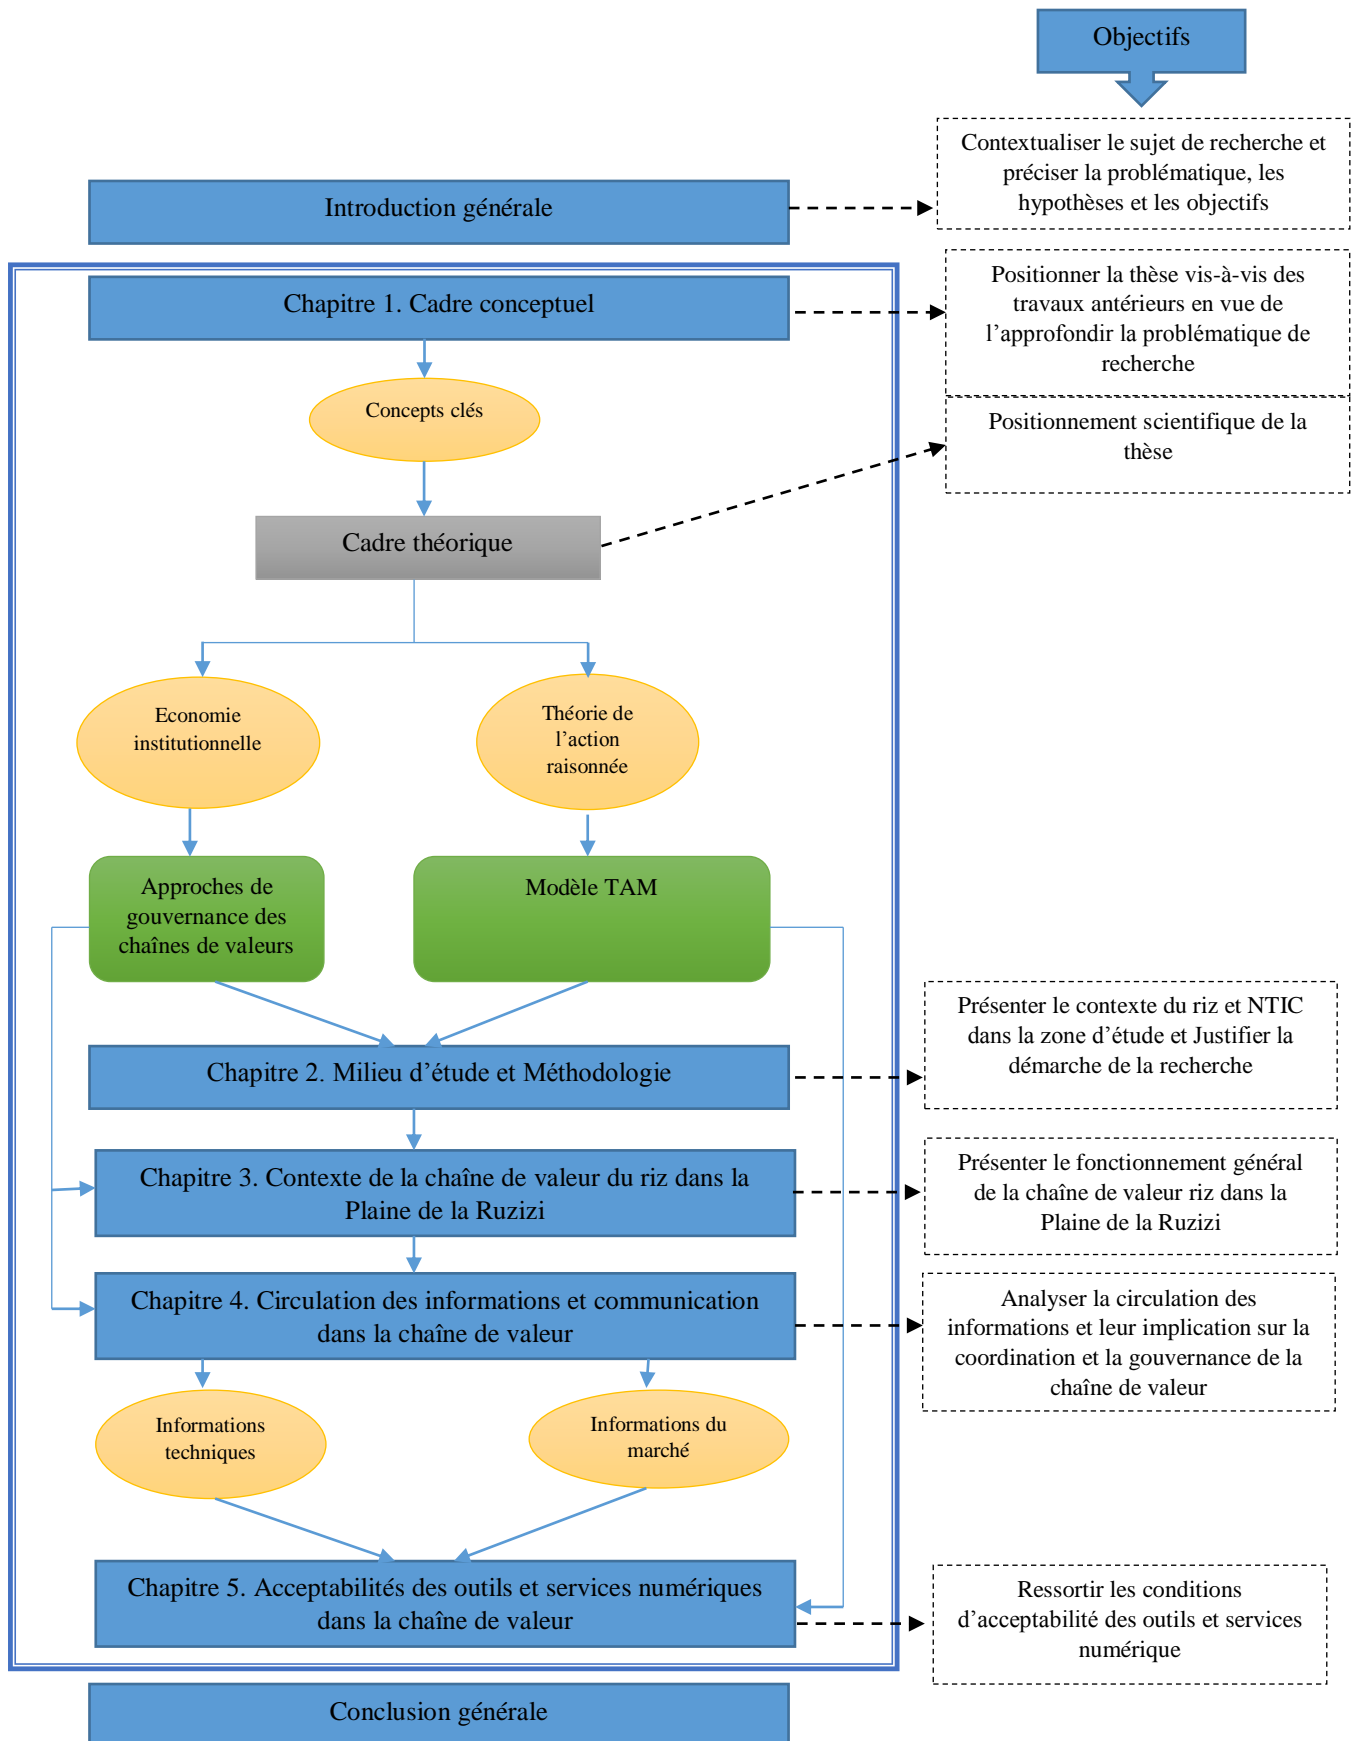 Objectifs
Contextualiser le sujet de recherche et
préciser la problématique, les
hypothèses et les objectifs
Introduction générale
Chapitre 1. Cadre conceptuel
Positionner la thèse vis-à-vis des
travaux antérieurs en vue de
l’approfondir la problématique de
recherche
Concepts clés
Positionnement scientifique de la
thèse
Cadre théorique
Economie
institutionnelle
Théorie de
l’action
raisonnée
Approches de
gouvernance des
chaînes de valeurs
Modèle TAM
Chapitre 2. Milieu d’étude et Méthodologie
Présenter le contexte du riz et NTIC
dans la zone d’étude et Justifier la
démarche de la recherche
Chapitre 3. Contexte de la chaîne de valeur du riz dans la
Plaine de la Ruzizi
Présenter le fonctionnement général
de la chaîne de valeur riz dans la
Plaine de la Ruzizi
Chapitre 4. Circulation des informations et communication
dans la chaîne de valeur
Analyser la circulation des
informations et leur implication sur la
coordination et la gouvernance de la
chaîne de valeur
Informations
techniques
Informations du
marché
Chapitre 5. Acceptabilités des outils et services numériques
dans la chaîne de valeur
Ressortir les conditions
d’acceptabilité des outils et services
numérique
Conclusion générale